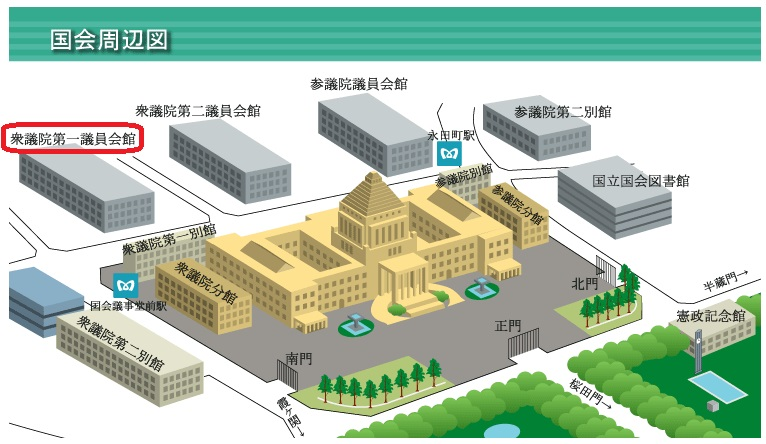 国会周辺図
参議院議員会館
衆議院第二議員会館
参議院第二別館
衆議院第一議員会館
永田町駅
国立国会図書館
参議院別館
参議院分館
衆議院第一別館
衆議院分館
国会議事堂前駅
北門
半蔵門→
憲政記念館
衆議院第二別館
正門
南門
桜田門→
霞ヶ関→